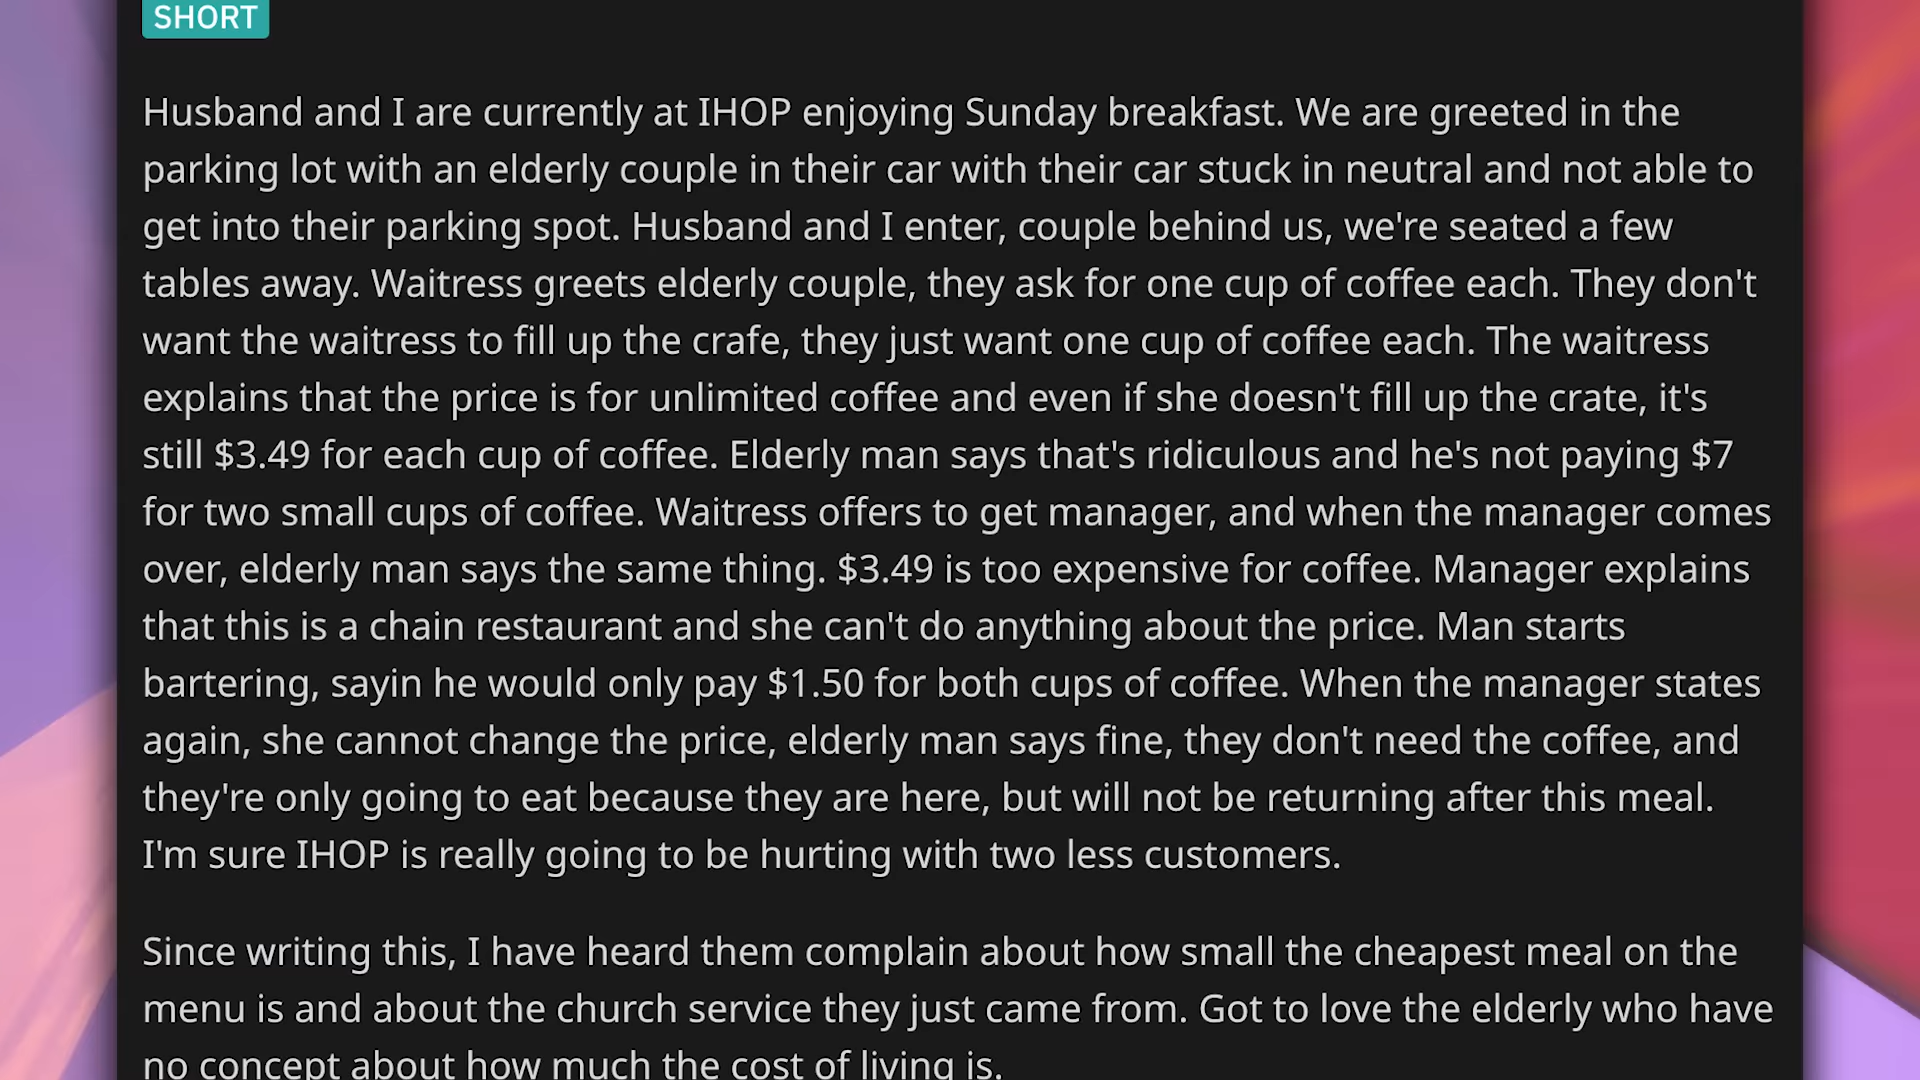 SHORT
Husband and I are currently at IHOP enjoying Sunday breakfast. We are greeted in the
parking lot with an elderly couple in their car with their car stuck in neutral and not able to
get into their parking spot. Husband and I enter, couple behind us, we're seated a few
tables away. Waitress greets elderly couple, they ask for one cup of coffee each. They don't
want the waitress to fill up the crafe, they just want one cup of coffee each. The waitress
explains that the price is for unlimited coffee and even if she doesn't fill up the crate, it's
still $3.49 for each cup of coffee. Elderly man says that's ridiculous and he's not paying $7
for two small cups of coffee. Waitress offers to get manager, and when the manager comes
over, elderly man says the same thing. $3.49 is too expensive for coffee. Manager explains
that this is a chain restaurant and she can't do anything about the price. Man starts
bartering, sayin he would only pay $1.50 for both cups of coffee. When the manager states
again, she cannot change the price, elderly man says fine, they don't need the coffee, and
they're only going to eat because they are here, but will not be returning after this meal.
I'm sure IHOP is really going to be hurting with two less customers.
Since writing this, I have heard them complain about how small the cheapest meal on the
menu is and about the church service they just came from. Got to love the elderly who have
no concept about how much the cost of living is.